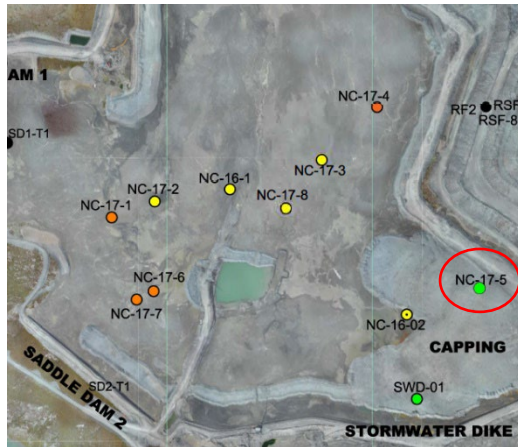 AM 1
SD1-T1
NC-17-4
RF2
RSF
RSF-8
NC-17-3
NC-16-1
NC-17-2
NC-17-8
NC-17-1
NC-17-5
NC-17-6
NC-17-7
NC-16-02
CAPPING
SADDLE DAM 2
SD2-T1
SWD-01
STORMWATER DIKE